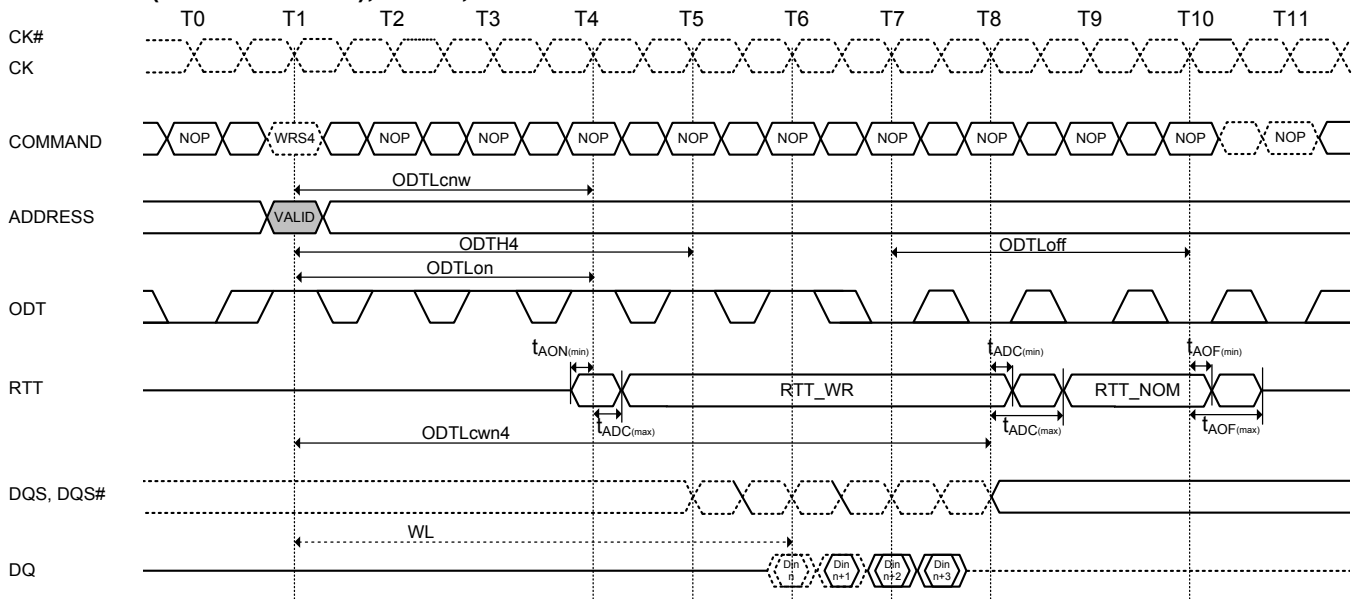 T0 T1 T2 T3 T4 T5 T6 T7 T8 T9 T10 T11
CK#
CK
COMMAND NOP WRS4 NOP NOP NOP NOP NOP NOP NOP NOP NOP NOP
ODTLcnw
ADDRESS VALID
ODTH4 ODTLoff
ODTLon
ODT
tAON(min) tADC(min) tAOF(min)
RTT RTT_WR RTT_NOM
tADC(max) tADC(max) tAOF(max)
ODTLcwn4
DQS, DQS#
WL
DQ Din n Din n+1 Din n+2 Din n+3